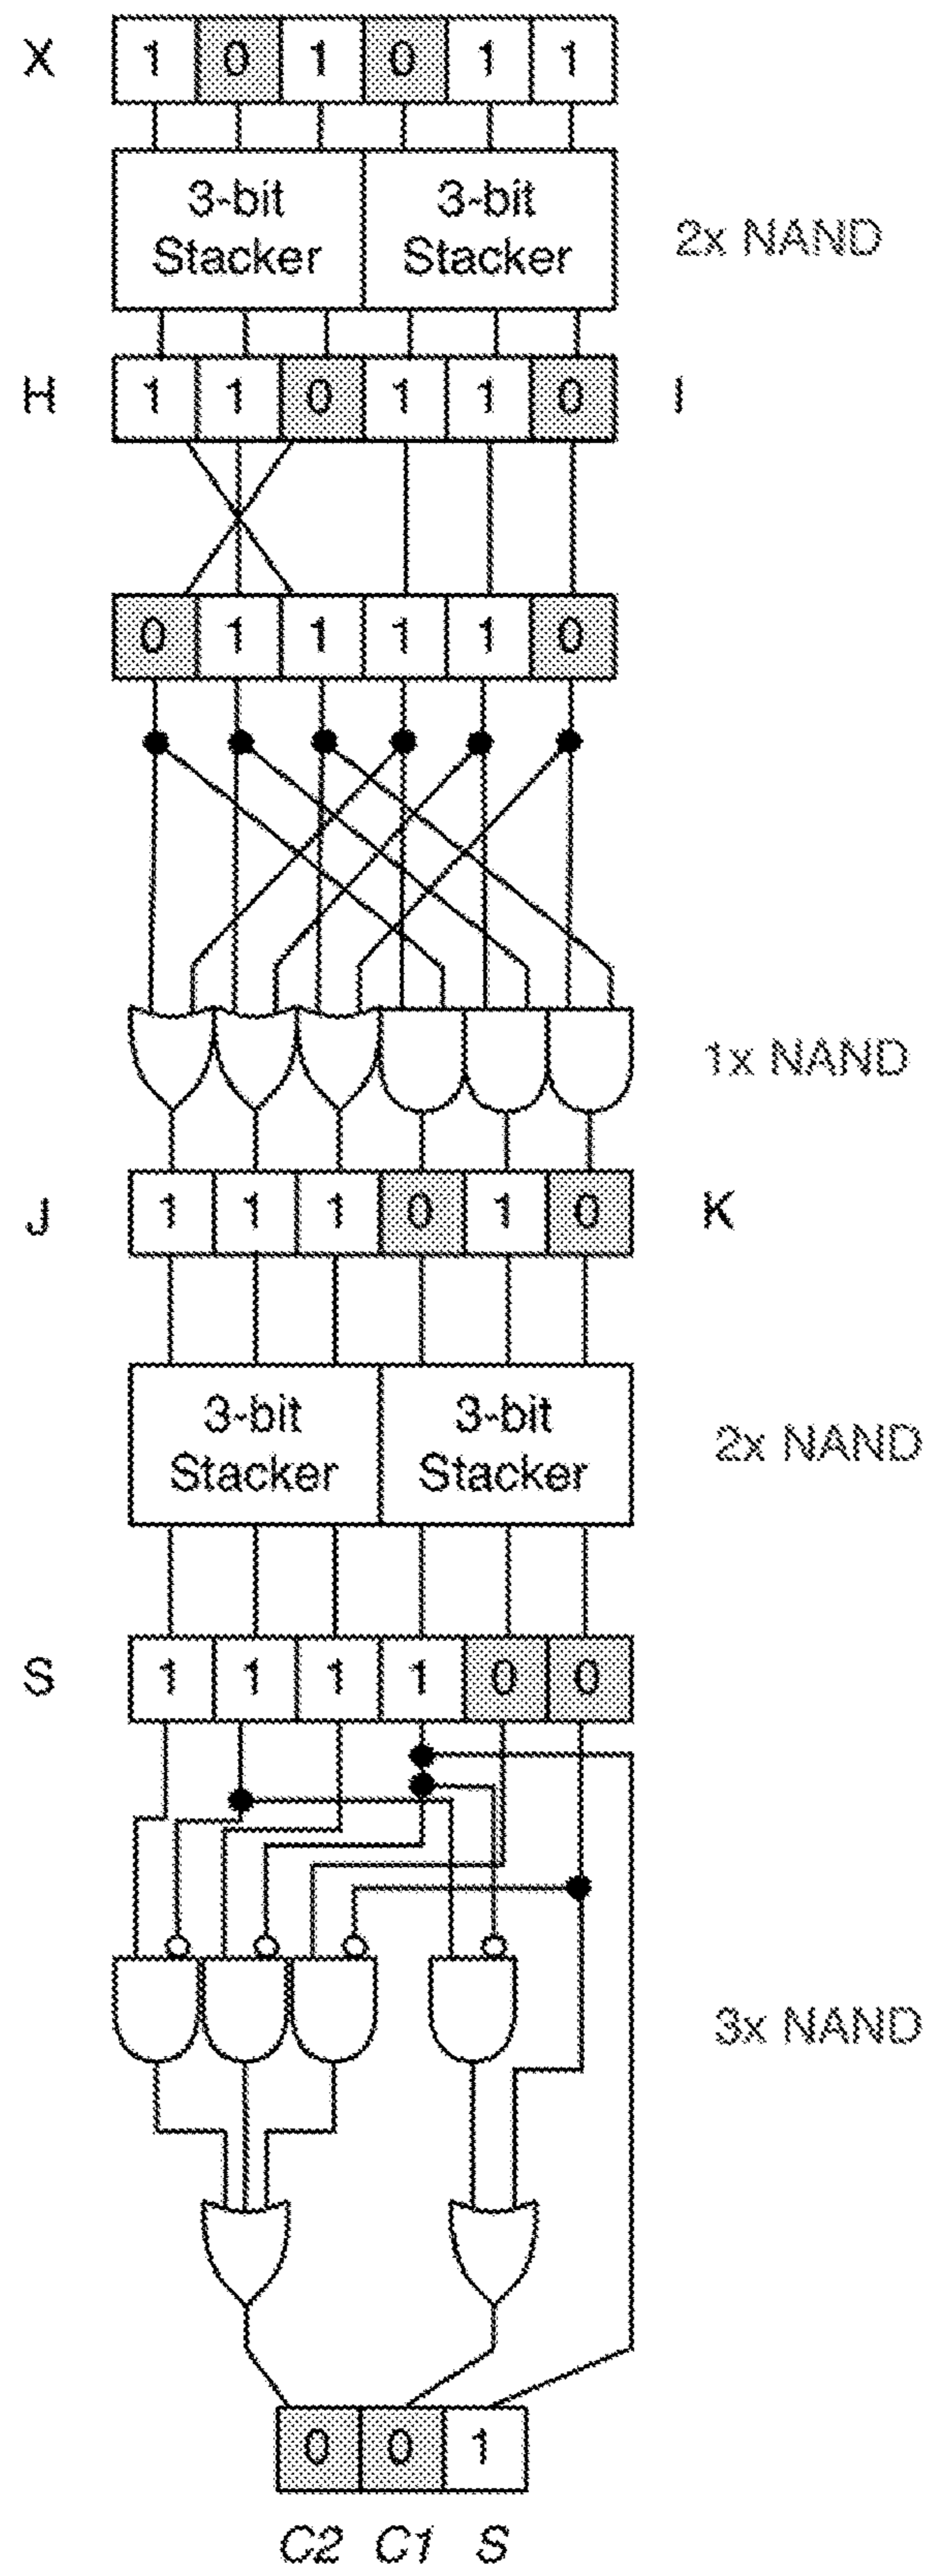 X 1 0 1 0 1 1
3-bit Stacker 3-bit Stacker 2x NAND
H 1 1 0 1 1 0 I
0 1 1 1 1 0
1x NAND
J 1 1 1 0 1 0 K
3-bit Stacker 3-bit Stacker 2x NAND
S 1 1 1 1 0 0
3x NAND
0 0 1
C2 C1 S